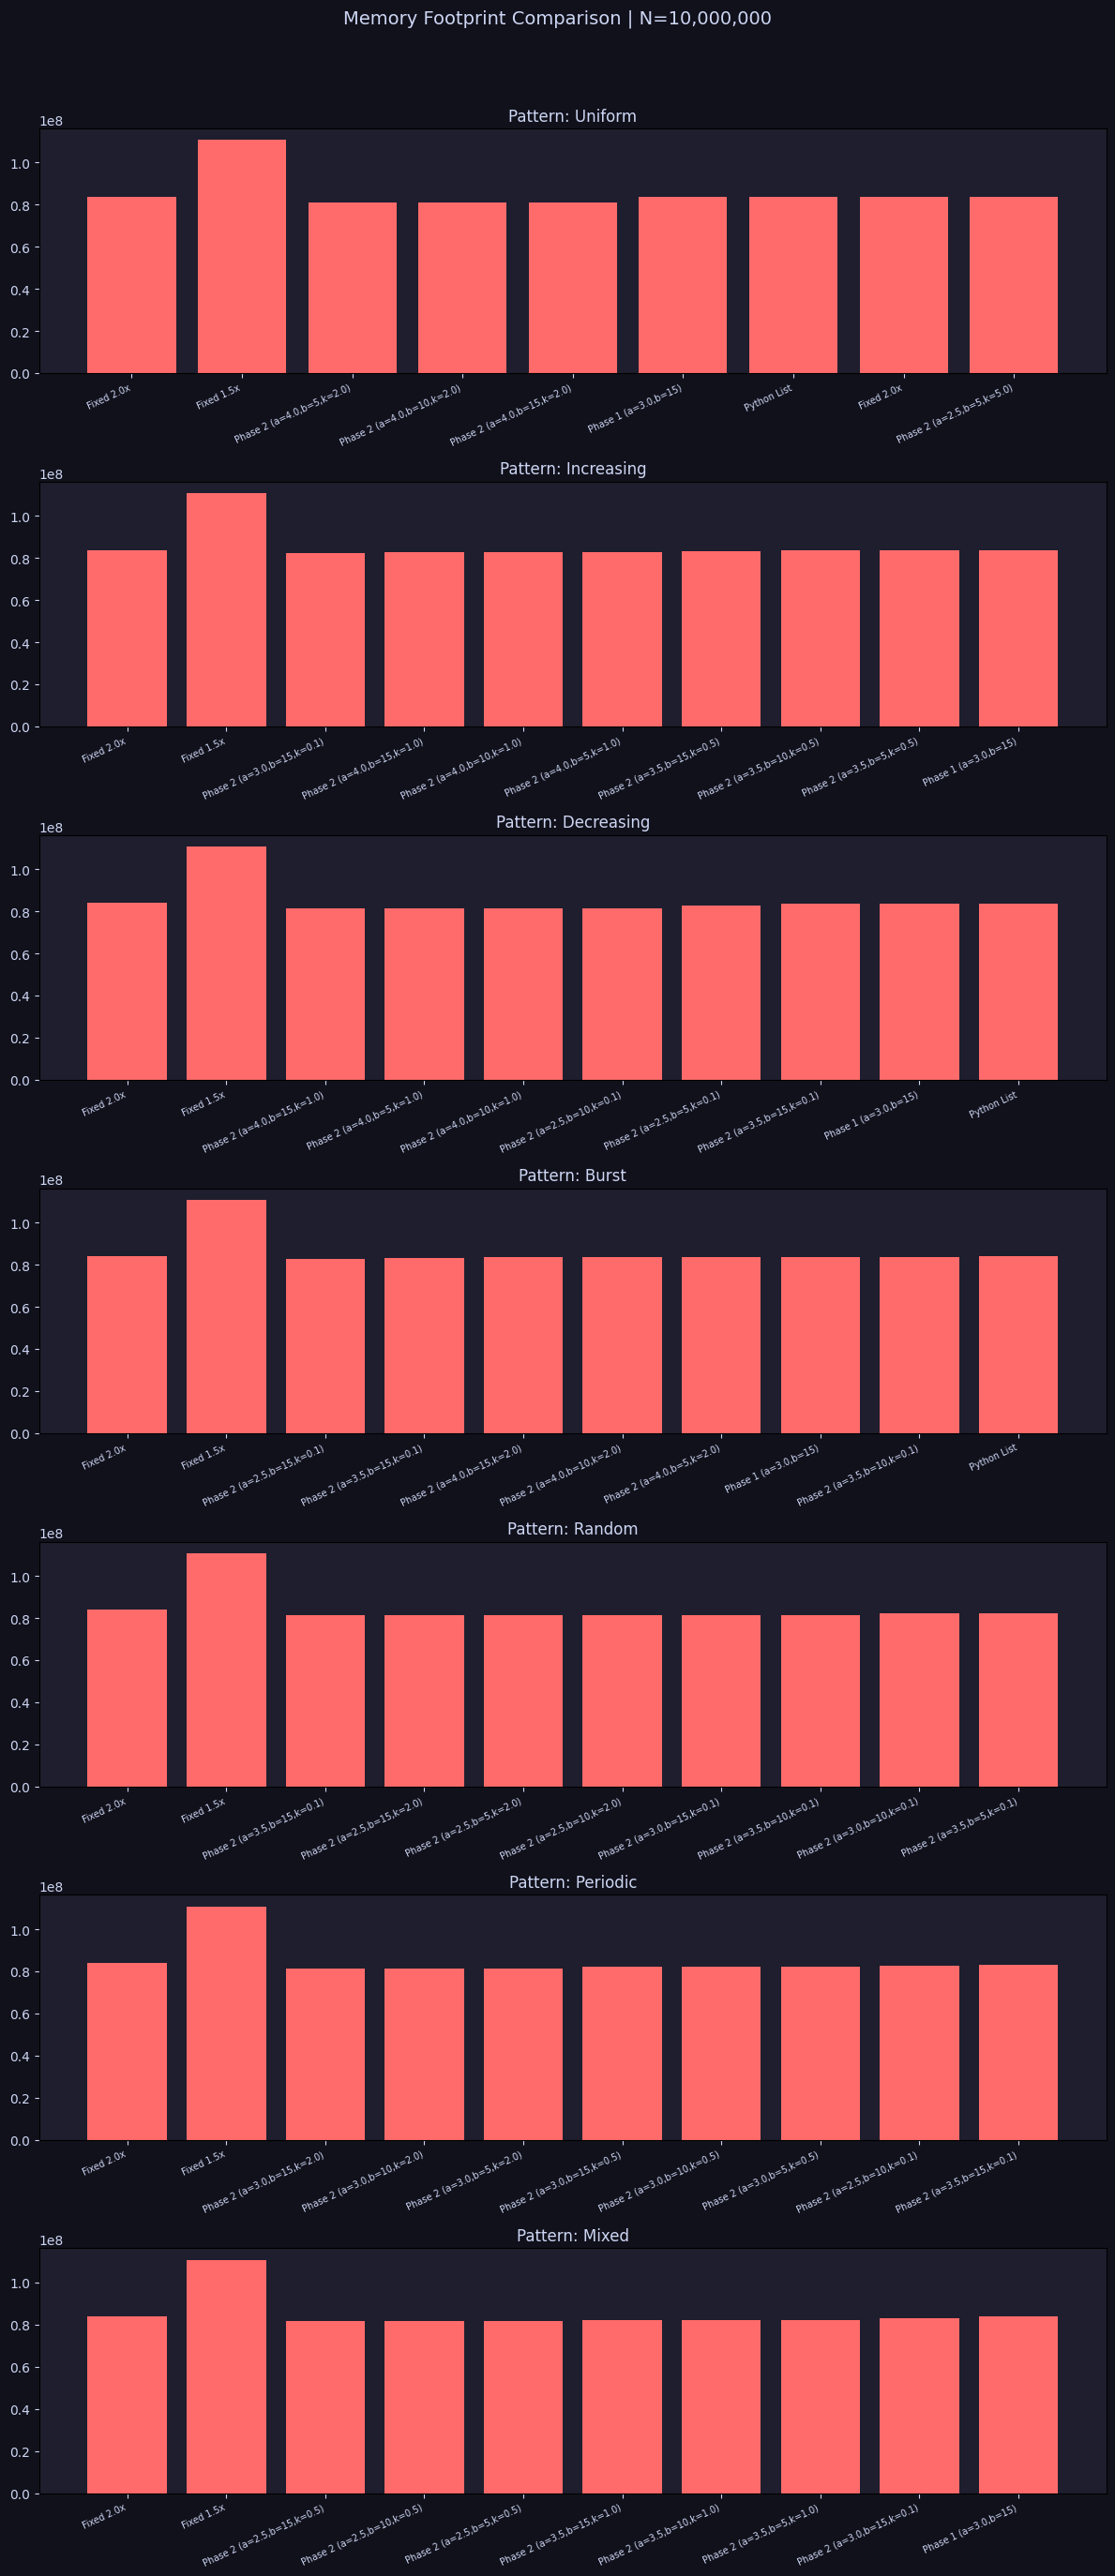 Memory Footprint Comparison | N=10,000,000
Pattern: Uniform
1e8
1.0
0.8
0.6
0.4
0.2
0.0
Fixed 2.0x
Fixed 1.5x
Phase 2 (a=4.0,b=5,k=2.0)
Phase 2 (a=4.0,b=10,k=2.0)
Phase 2 (a=4.0,b=15,k=2.0)
Phase 1 (a=3.0,b=15)
Python List
Fixed 2.0x
Phase 2 (a=2.5,b=5,k=5.0)
Pattern: Increasing
1e8
1.0
0.8
0.6
0.4
0.2
0.0
Fixed 2.0x
Fixed 1.5x
Phase 2 (a=3.0,b=15,k=0.1)
Phase 2 (a=4.0,b=15,k=1.0)
Phase 2 (a=4.0,b=10,k=1.0)
Phase 2 (a=4.0,b=5,k=1.0)
Phase 2 (a=3.5,b=15,k=0.5)
Phase 2 (a=3.5,b=10,k=0.5)
Phase 2 (a=3.5,b=5,k=0.5)
Phase 1 (a=3.0,b=15)
Pattern: Decreasing
1e8
1.0
0.8
0.6
0.4
0.2
0.0
Fixed 2.0x
Fixed 1.5x
Phase 2 (a=4.0,b=15,k=1.0)
Phase 2 (a=4.0,b=5,k=1.0)
Phase 2 (a=4.0,b=10,k=1.0)
Phase 2 (a=2.5,b=10,k=0.1)
Phase 2 (a=2.5,b=5,k=0.1)
Phase 2 (a=3.5,b=15,k=0.1)
Phase 1 (a=3.0,b=15)
Python List
Pattern: Burst
1e8
1.0
0.8
0.6
0.4
0.2
0.0
Fixed 2.0x
Fixed 1.5x
Phase 2 (a=2.5,b=15,k=0.1)
Phase 2 (a=3.5,b=15,k=0.1)
Phase 2 (a=4.0,b=15,k=2.0)
Phase 2 (a=4.0,b=10,k=2.0)
Phase 2 (a=4.0,b=5,k=2.0)
Phase 1 (a=3.0,b=15)
Phase 2 (a=3.5,b=10,k=0.1)
Python List
Pattern: Random
1e8
1.0
0.8
0.6
0.4
0.2
0.0
Fixed 2.0x
Fixed 1.5x
Phase 2 (a=3.5,b=15,k=0.1)
Phase 2 (a=2.5,b=15,k=2.0)
Phase 2 (a=2.5,b=5,k=2.0)
Phase 2 (a=2.5,b=10,k=2.0)
Phase 2 (a=3.0,b=15,k=0.1)
Phase 2 (a=3.5,b=10,k=0.1)
Phase 2 (a=3.0,b=10,k=0.1)
Phase 2 (a=3.5,b=5,k=0.1)
Pattern: Periodic
1e8
1.0
0.8
0.6
0.4
0.2
0.0
Fixed 2.0x
Fixed 1.5x
Phase 2 (a=3.0,b=15,k=2.0)
Phase 2 (a=3.0,b=10,k=2.0)
Phase 2 (a=3.0,b=5,k=2.0)
Phase 2 (a=3.0,b=15,k=0.5)
Phase 2 (a=3.0,b=10,k=0.5)
Phase 2 (a=3.0,b=5,k=0.5)
Phase 2 (a=2.5,b=10,k=0.1)
Phase 2 (a=3.5,b=15,k=0.1)
Pattern: Mixed
1e8
1.0
0.8
0.6
0.4
0.2
0.0
Fixed 2.0x
Fixed 1.5x
Phase 2 (a=2.5,b=15,k=0.5)
Phase 2 (a=2.5,b=10,k=0.5)
Phase 2 (a=2.5,b=5,k=0.5)
Phase 2 (a=3.5,b=15,k=1.0)
Phase 2 (a=3.5,b=10,k=1.0)
Phase 2 (a=3.5,b=5,k=1.0)
Phase 2 (a=3.0,b=15,k=0.1)
Phase 1 (a=3.0,b=15)